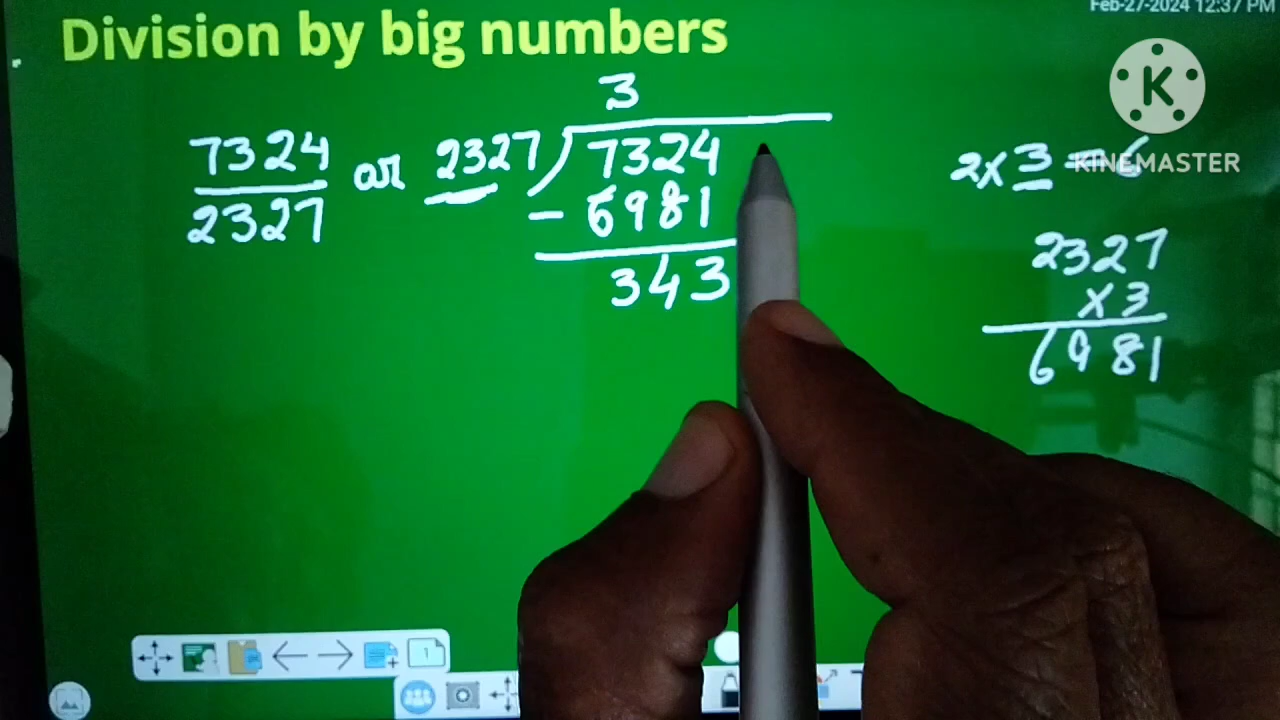 Feb-27-2024 12:37 PM
Division by big numbers
K
KINEMASTER
3
7324
2327
or 2327 ) 7324
- 6981
343
2x3 = 6
2327
x3
6981
1